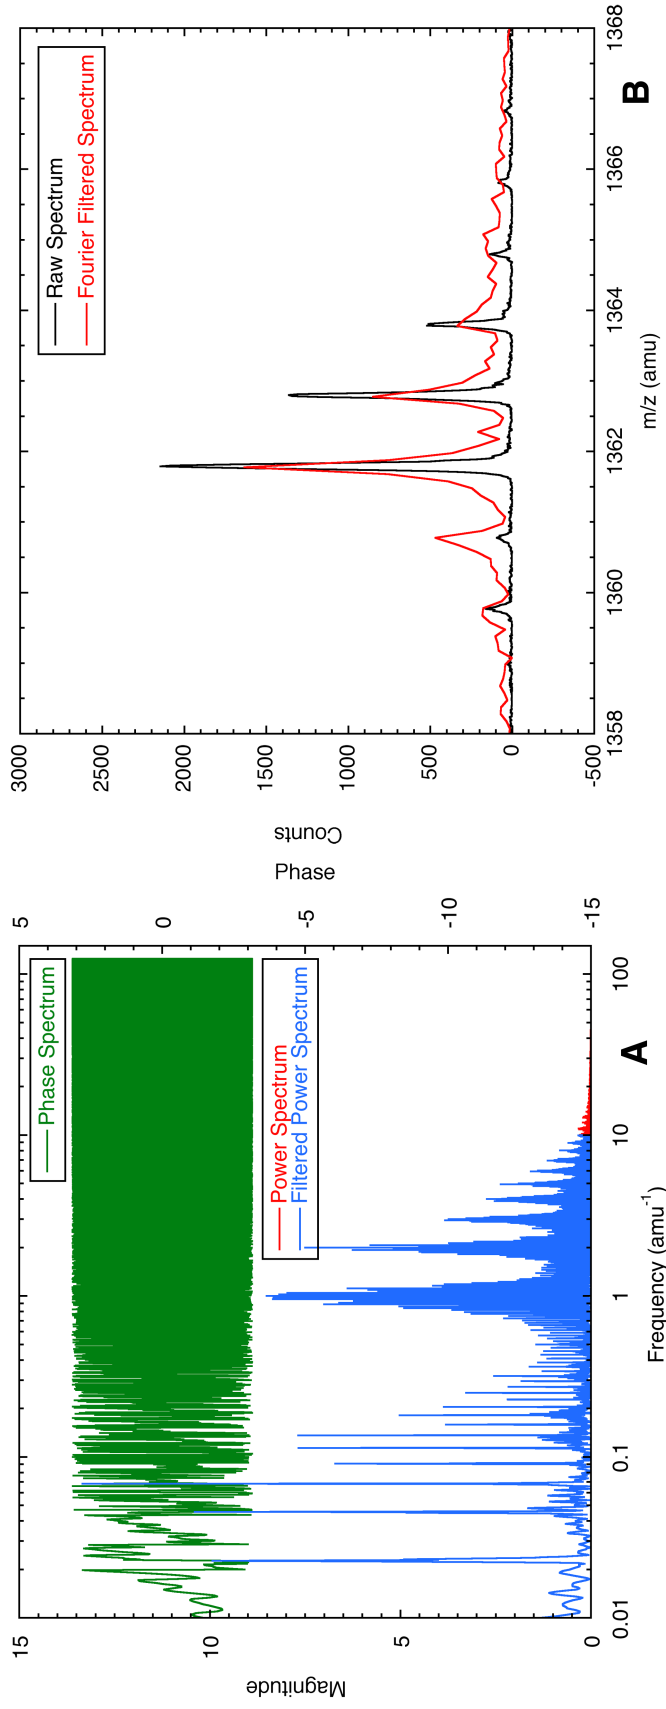 15
10
5
0
Magnitude
5
0
-5
-10
-15
Phase
0.01
0.1
1
10
100
Frequency (amu-1)
Phase Spectrum
Power Spectrum
Filtered Power Spectrum
A
3000
2500
2000
1500
1000
500
0
-500
Counts
1358
1360
1362
1364
1366
1368
m/z (amu)
Raw Spectrum
Fourier Filtered Spectrum
B